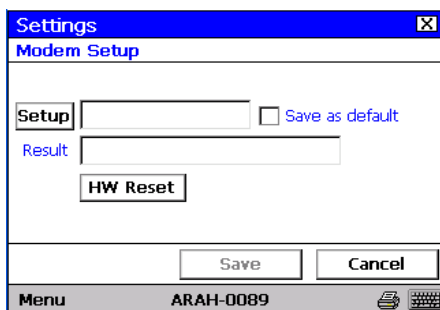 Settings X
Modem Setup
Setup Save as default
Result
HW Reset
Save Cancel
Menu ARAH-0089